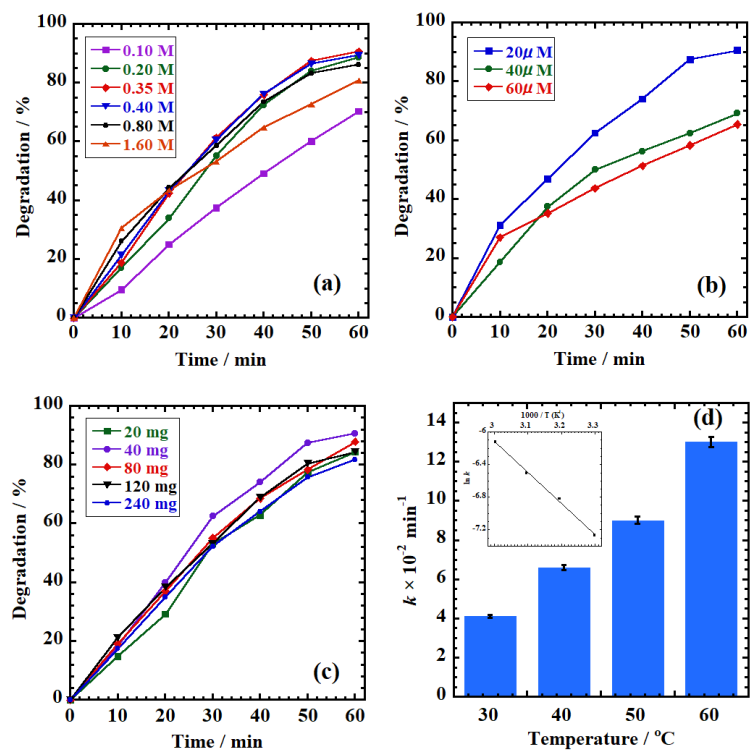 100
80
60
40
20
0
Degradation / %
0.10 M
0.20 M
0.35 M
0.40 M
0.80 M
1.60 M
(a)
0 10 20 30 40 50 60
Time / min
100
80
60
40
20
0
Degradation / %
20μ M
40μ M
60μ M
(b)
0 10 20 30 40 50 60
Time / min
100
80
60
40
20
0
Degradation / %
20 mg
40 mg
80 mg
120 mg
240 mg
(c)
0 10 20 30 40 50 60
Time / min
(d)
14
12
10
8
6
4
2
0
k × 10⁻² min⁻¹
1000 / T (K)
3 3.1 3.2 3.3
-6
-6.4
-6.8
-7.2
ln k
30 40 50 60
Temperature / ºC